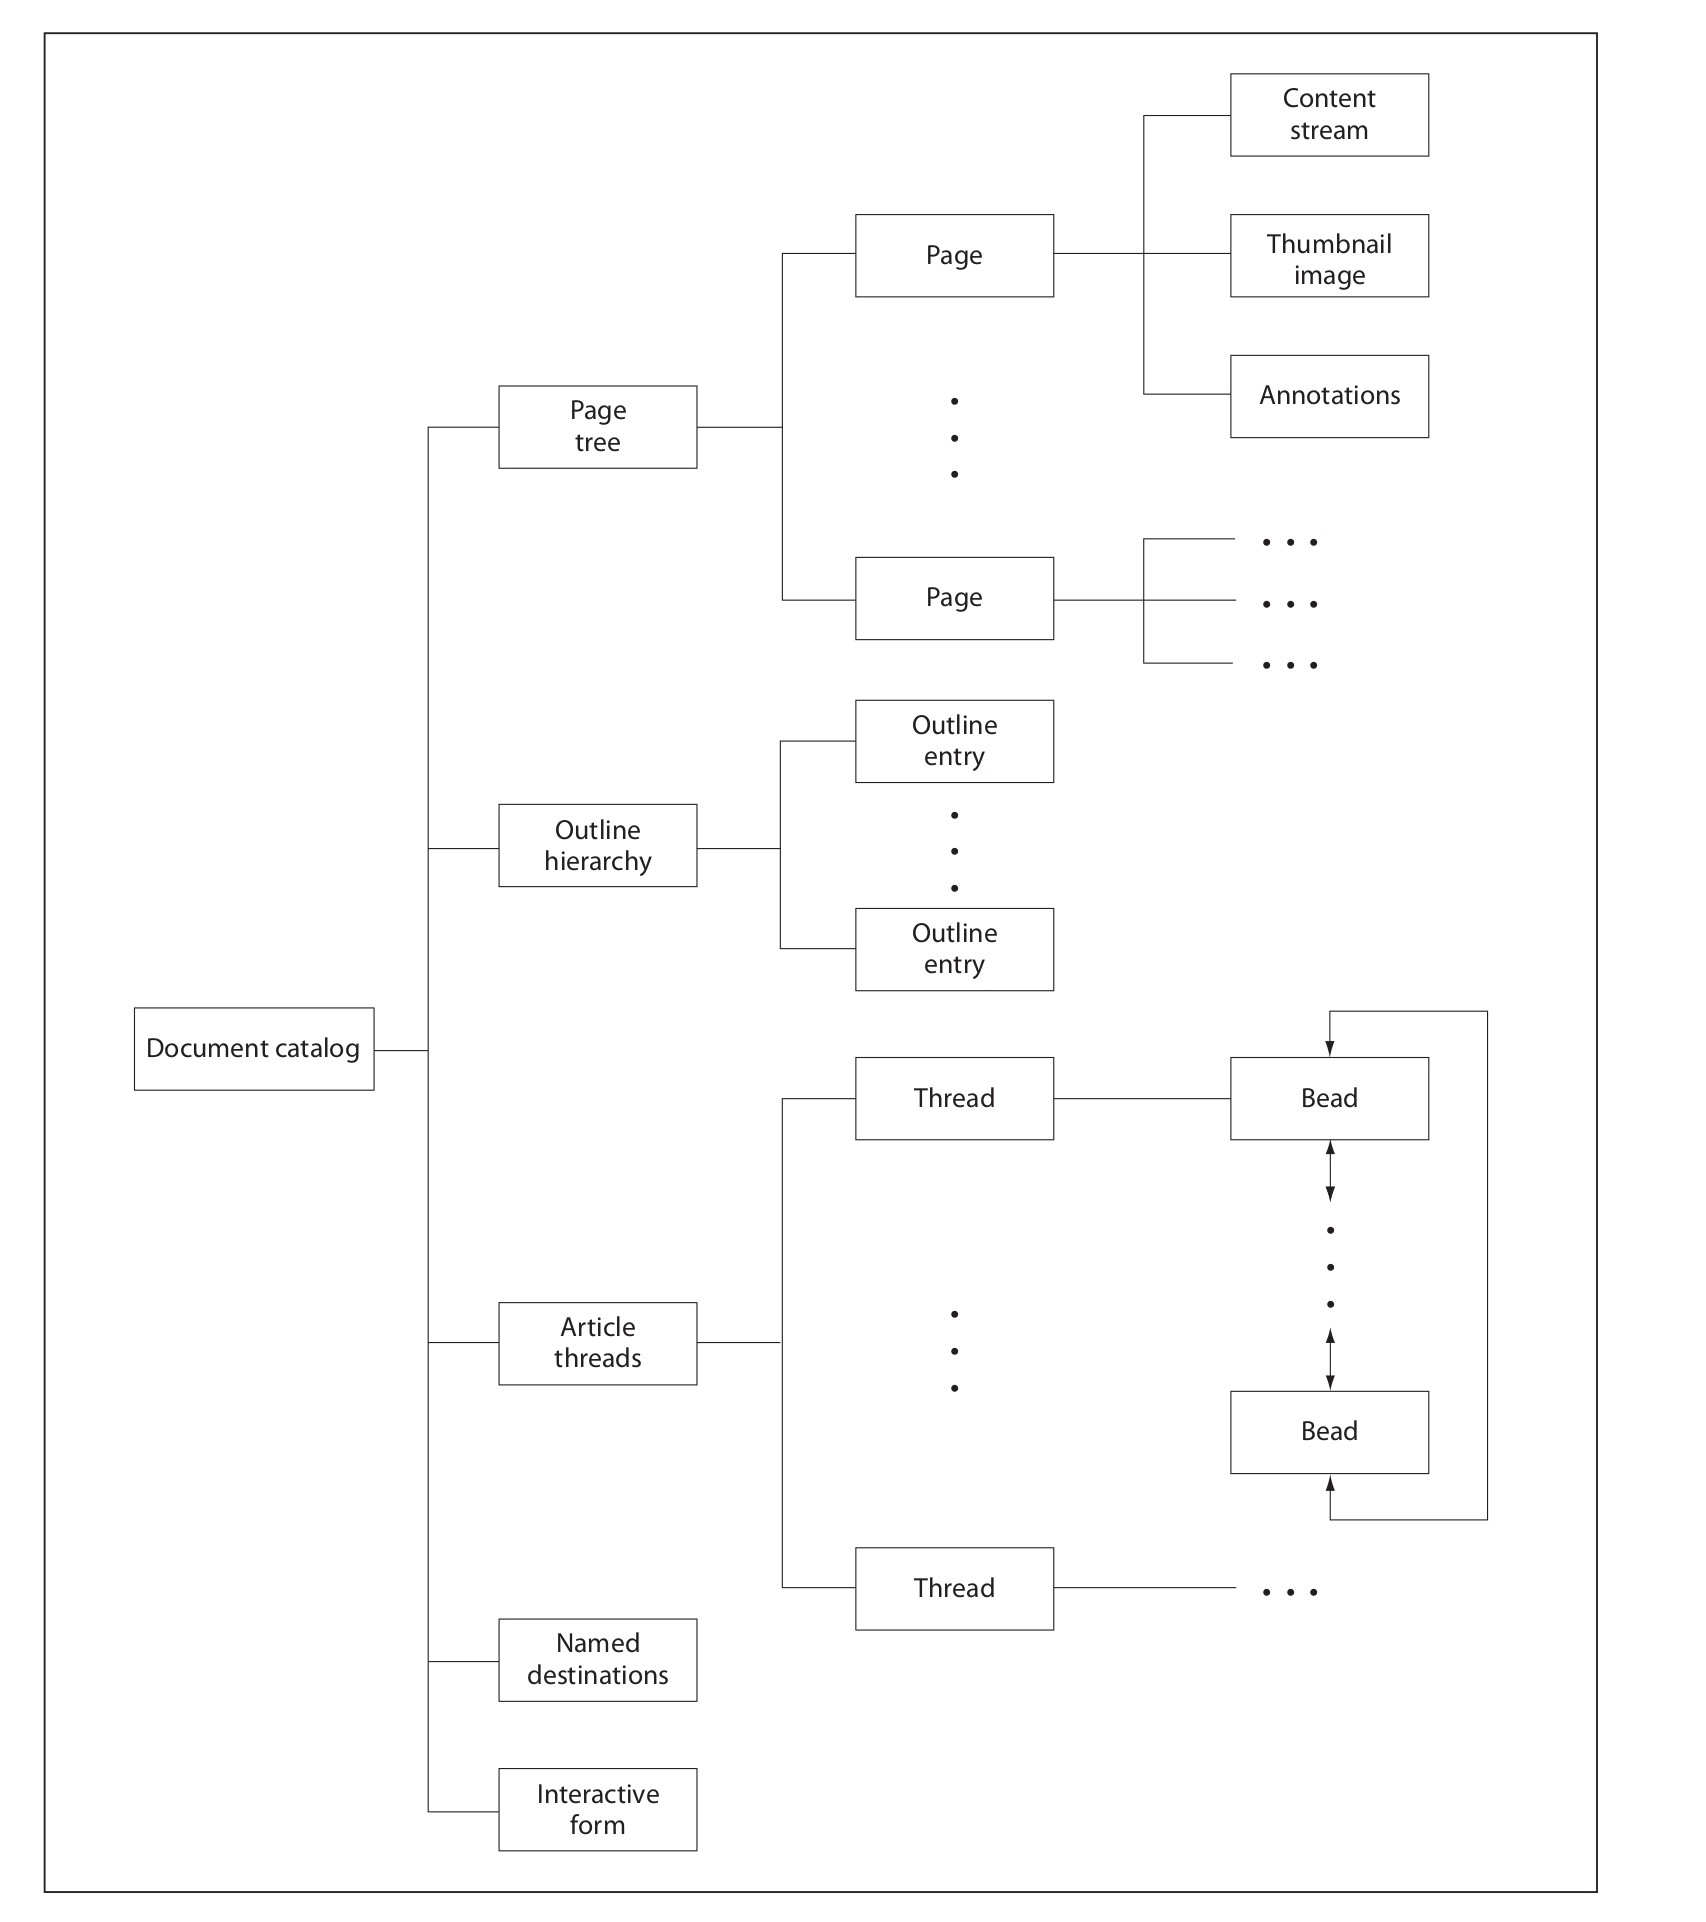 Content
stream
Page
Thumbnail
image
Annotations
Page
tree
Page
Outline
entry
Outline
hierarchy
Outline
entry
Document catalog
Thread
Bead
Article
threads
Bead
Thread
Named
destinations
Interactive
form